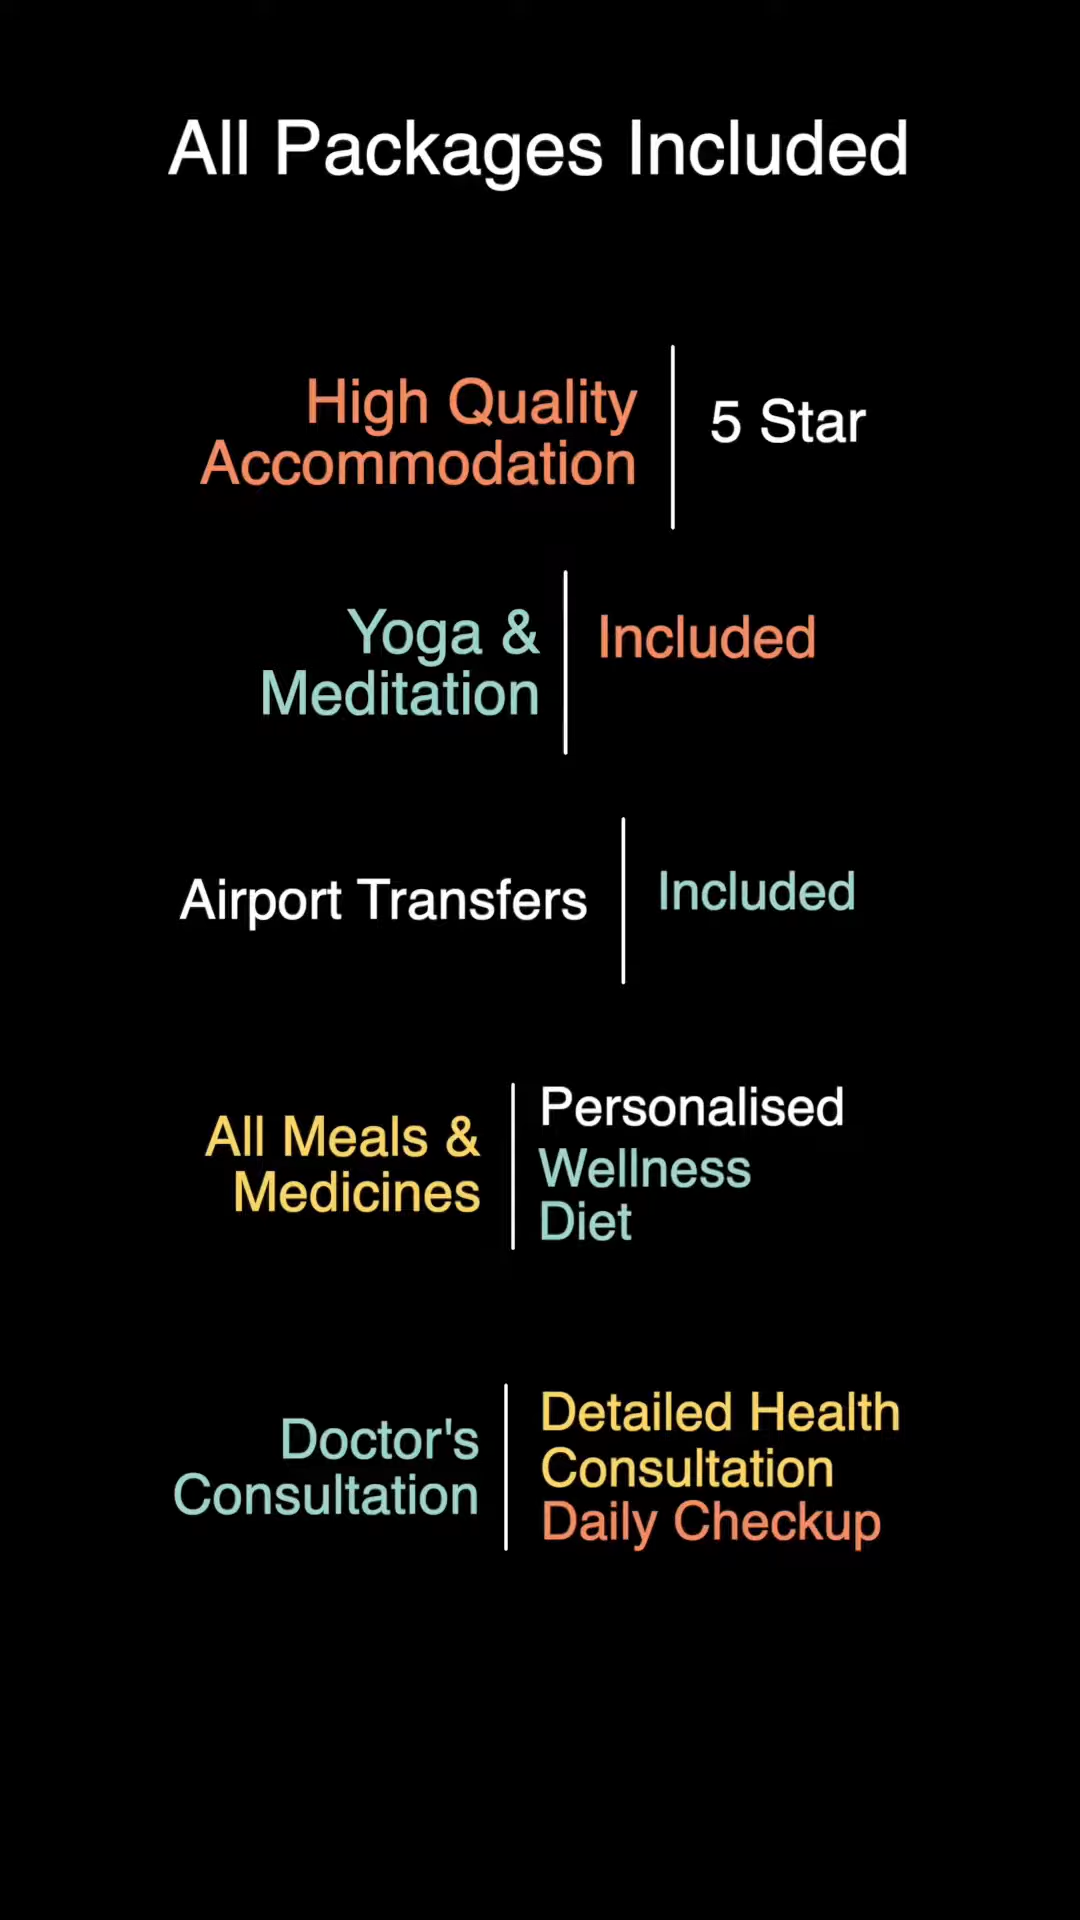 All Packages Included
High Quality
Accommodation
5 Star
Yoga &
Meditation
Included
Airport Transfers
Included
All Meals &
Medicines
Personalised
Wellness
Diet
Doctor's
Consultation
Detailed Health
Consultation
Daily Checkup